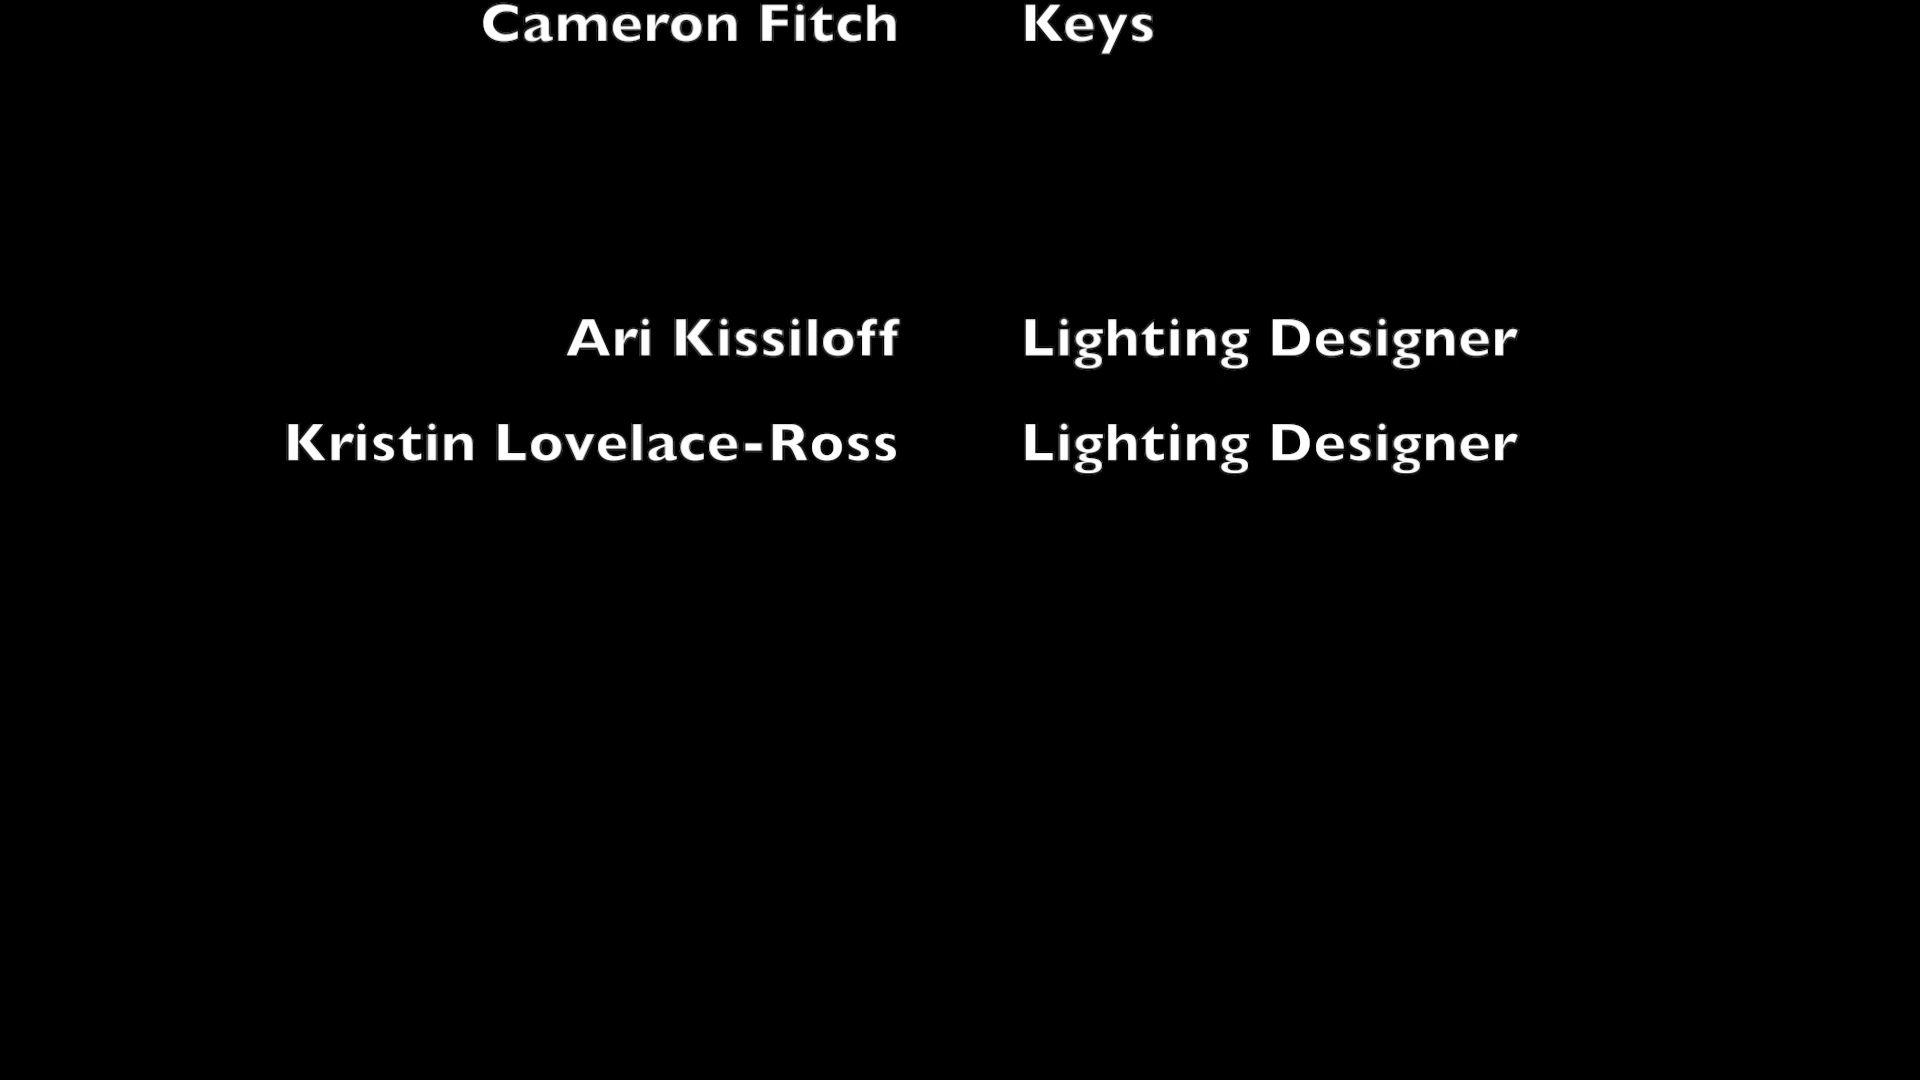 Cameron Fitch Keys
Ari Kissiloff Lighting Designer
Kristin Lovelace-Ross Lighting Designer